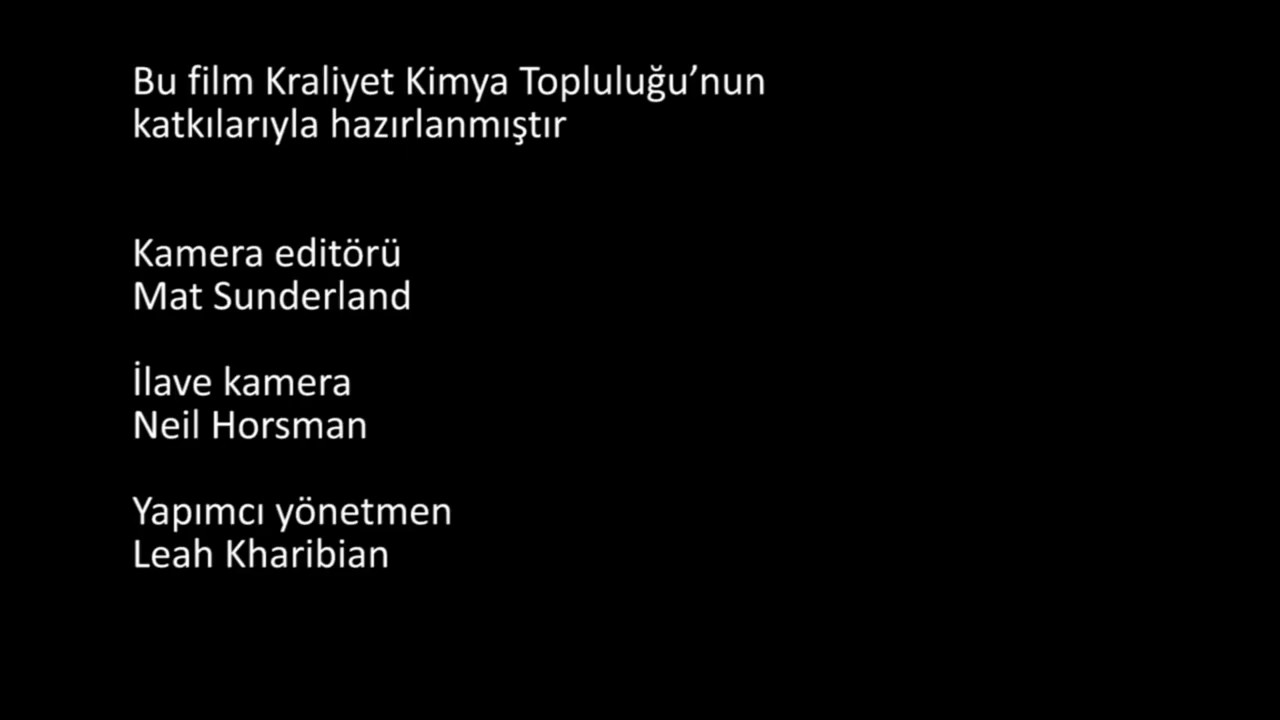 Bu film Kraliyet Kimya Topluluğu’nun
katkılarıyla hazırlanmıştır
Kamera editörü
Mat Sunderland
İlave kamera
Neil Horsman
Yapımcı yönetmen
Leah Kharibian